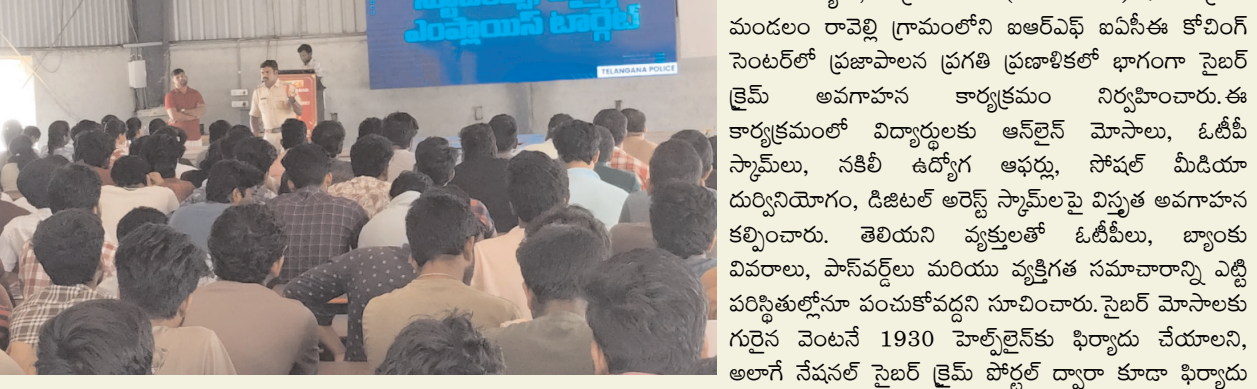 ఎంప్లాయిస్ టార్గెట్
TELANGANA POLICE
మండలం రావెల్లి గ్రామంలోని ఐఆర్ఎఫ్ ఐఏసీఈ కోచింగ్
సెంటర్‌లో ప్రజాపాలన ప్రగతి ప్రణాళికలో భాగంగా సైబర్
క్రైమ్ అవగాహన కార్యక్రమం నిర్వహించారు.ఈ
కార్యక్రమంలో విద్యార్థులకు ఆన్‌లైన్ మోసాలు, ఓటీపీ
స్కామ్‌లు, నకిలీ ఉద్యోగ ఆఫర్లు, సోషల్ మీడియా
దుర్వినియోగం, డిజిటల్ అరెస్ట్ స్కామ్‌లపై విస్తృత అవగాహన
కల్పించారు. తెలియని వ్యక్తులతో ఓటీపీలు, బ్యాంకు
వివరాలు, పాస్‌వర్డ్‌లు మరియు వ్యక్తిగత సమాచారాన్ని ఎట్టి
పరిస్థితుల్లోనూ పంచుకోవద్దని సూచించారు.సైబర్ మోసాలకు
గురైన వెంటనే 1930 హెల్ప్‌లైన్‌కు ఫిర్యాదు చేయాలని,
అలాగే నేషనల్ సైబర్ క్రైమ్ పోర్టల్ ద్వారా కూడా ఫిర్యాదు